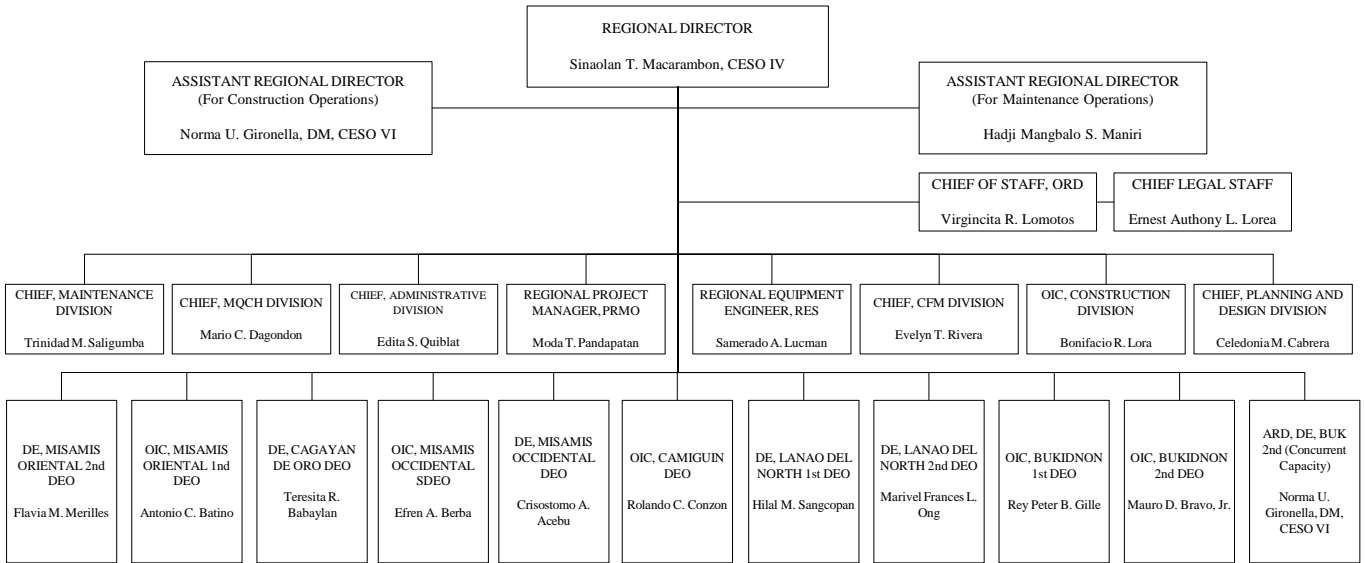 REGIONAL DIRECTOR
Sinaolan T. Macarambon, CESO IV
ASSISTANT REGIONAL DIRECTOR
(For Construction Operations)
Norma U. Gironella, DM, CESO VI
ASSISTANT REGIONAL DIRECTOR
(For Maintenance Operations)
Hadji Mangbalo S. Maniri
CHIEF OF STAFF, ORD
Virgincita R. Lomotos
CHIEF LEGAL STAFF
Ernest Authony L. Lorea
CHIEF, MAINTENANCE
DIVISION
Trinidad M. Saligumba
CHIEF, MQCH DIVISION
Mario C. Dagondon
CHIEF, ADMINISTRATIVE
DIVISION
Edita S. Quiblat
REGIONAL PROJECT
MANAGER, PRMO
Moda T. Pandapatan
REGIONAL EQUIPMENT
ENGINEER, RES
Samerado A. Lucman
CHIEF, CFM DIVISION
Evelyn T. Rivera
OIC, CONSTRUCTION
DIVISION
Bonifacio R. Lora
CHIEF, PLANNING AND
DESIGN DIVISION
Celedonia M. Cabrera
DE, MISAMIS
ORIENTAL 2nd
DEO
Flavia M. Merilles
OIC, MISAMIS
ORIENTAL 1nd
DEO
Antonio C. Batino
DE, CAGAYAN
DE ORO DEO
Teresita R.
Babaylan
OIC, MISAMIS
OCCIDENTAL
SDEO
Efren A. Berba
DE, MISAMIS
OCCIDENTAL
DEO
Crisostomo A.
Acebu
OIC, CAMIGUIN
DEO
Rolando C. Conzon
DE, LANAO DEL
NORTH 1st DEO
Hilal M. Sangcopan
DE, LANAO DEL
NORTH 2nd DEO
Marivel Frances L.
Ong
OIC, BUKIDNON
1st DEO
Rey Peter B. Gille
OIC, BUKIDNON
2nd DEO
Mauro D. Bravo, Jr.
ARD, DE, BUK
2nd (Concurrent
Capacity)
Norma U.
Gironella, DM,
CESO VI